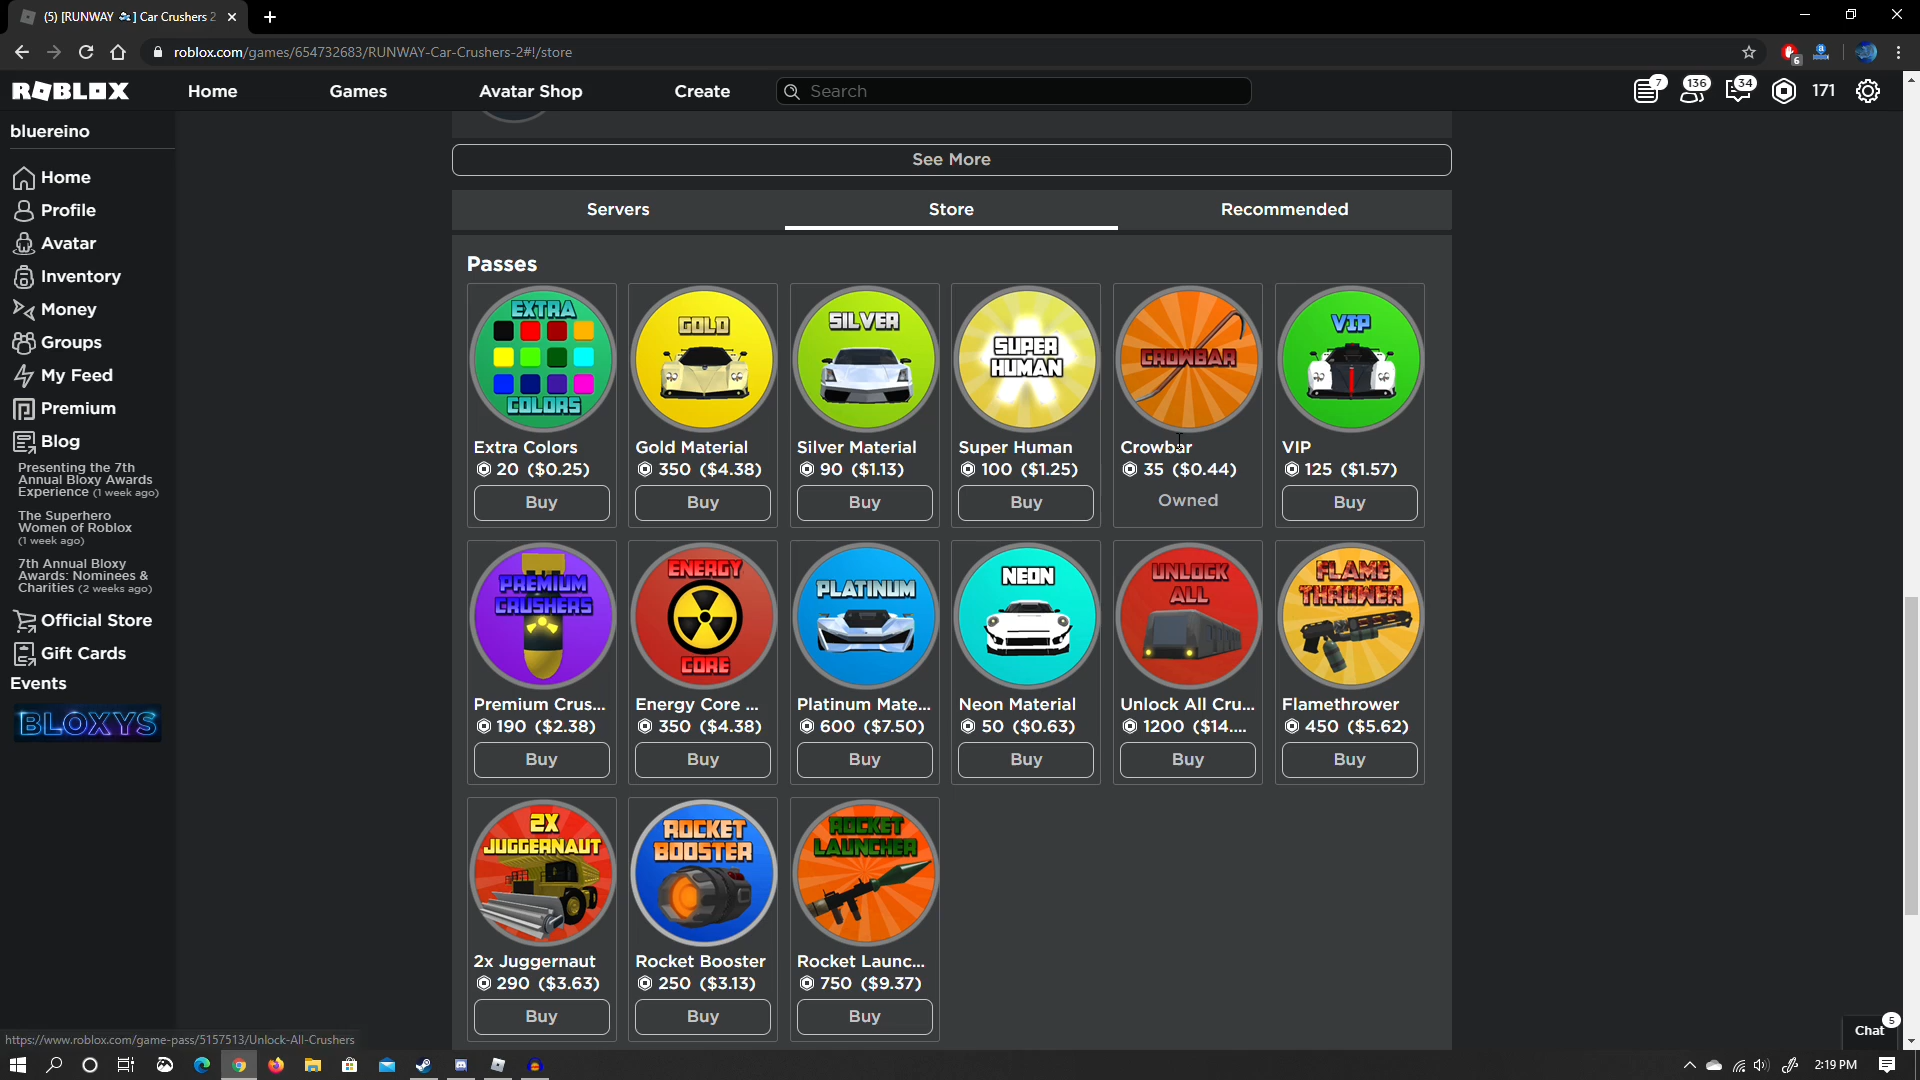 (5) [RUNWAY ] Car Crushers 2
roblox.com/games/654732683/RUNWAY-Car-Crushers-2#!/store
6
ROBLOX
Home
Games
Avatar Shop
Create
Search
7
136
34
171
bluereino
Home
Profile
Avatar
Inventory
Money
Groups
My Feed
Premium
Blog
Presenting the 7th
Annual Bloxy Awards
Experience (1 week ago)
The Superhero
Women of Roblox
(1 week ago)
7th Annual Bloxy
Awards: Nominees &
Charities (2 weeks ago)
Official Store
Gift Cards
Events
BLOXYS
See More
Servers
Store
Recommended
Passes
EXTRA
COLORS
GOLD
SILVER
SUPER
HUMAN
CROWBAR
VIP
Extra Colors
Gold Material
Silver Material
Super Human
Crowbar
VIP
20 ($0.25)
350 ($4.38)
90 ($1.13)
100 ($1.25)
35 ($0.44)
125 ($1.57)
Buy
Buy
Buy
Buy
Owned
Buy
PREMIUM
CRUSHERS
ENERGY
CORE
PLATINUM
NEON
UNLOCK
ALL
FLAME
THROWER
Premium Crus...
Energy Core ...
Platinum Mate...
Neon Material
Unlock All Cru...
Flamethrower
190 ($2.38)
350 ($4.38)
600 ($7.50)
50 ($0.63)
1200 ($14....
450 ($5.62)
Buy
Buy
Buy
Buy
Buy
Buy
2X
JUGGERNAUT
ROCKET
BOOSTER
ROCKET
LAUNCHER
2x Juggernaut
Rocket Booster
Rocket Launc...
290 ($3.63)
250 ($3.13)
750 ($9.37)
Buy
Buy
Buy
Chat
5
https://www.roblox.com/game-pass/5157513/Unlock-All-Crushers
2:19 PM